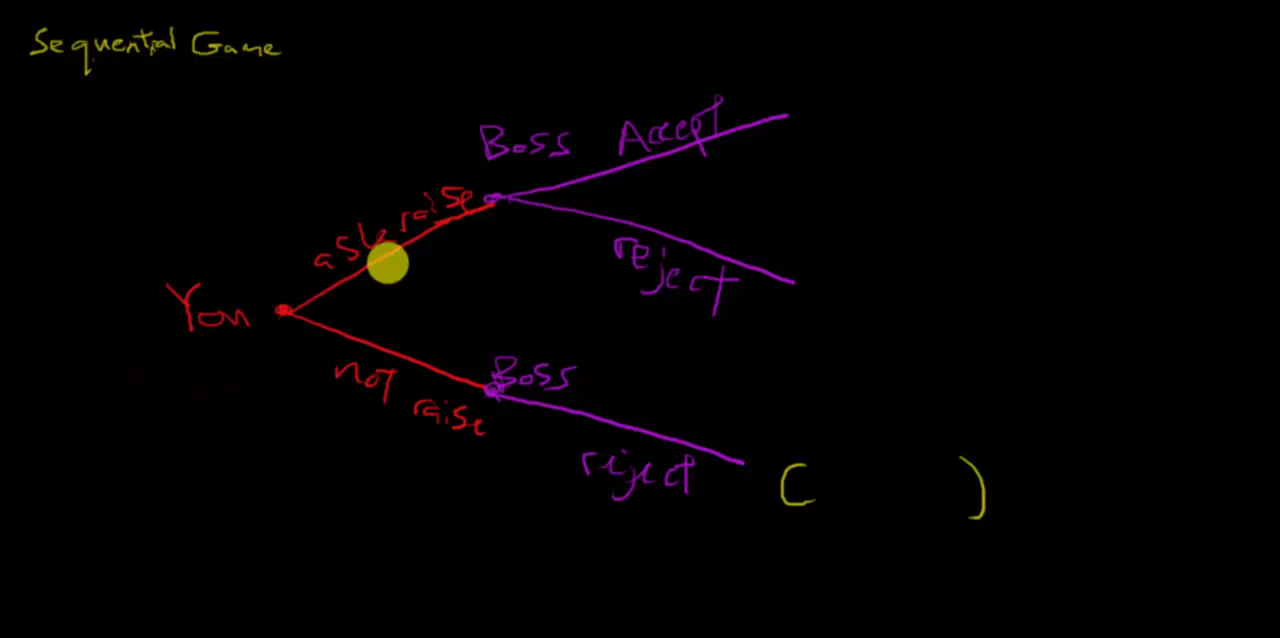 Sequential Game
Boss Accept
ask raise
reject
You
not raise
Boss
reject
( )